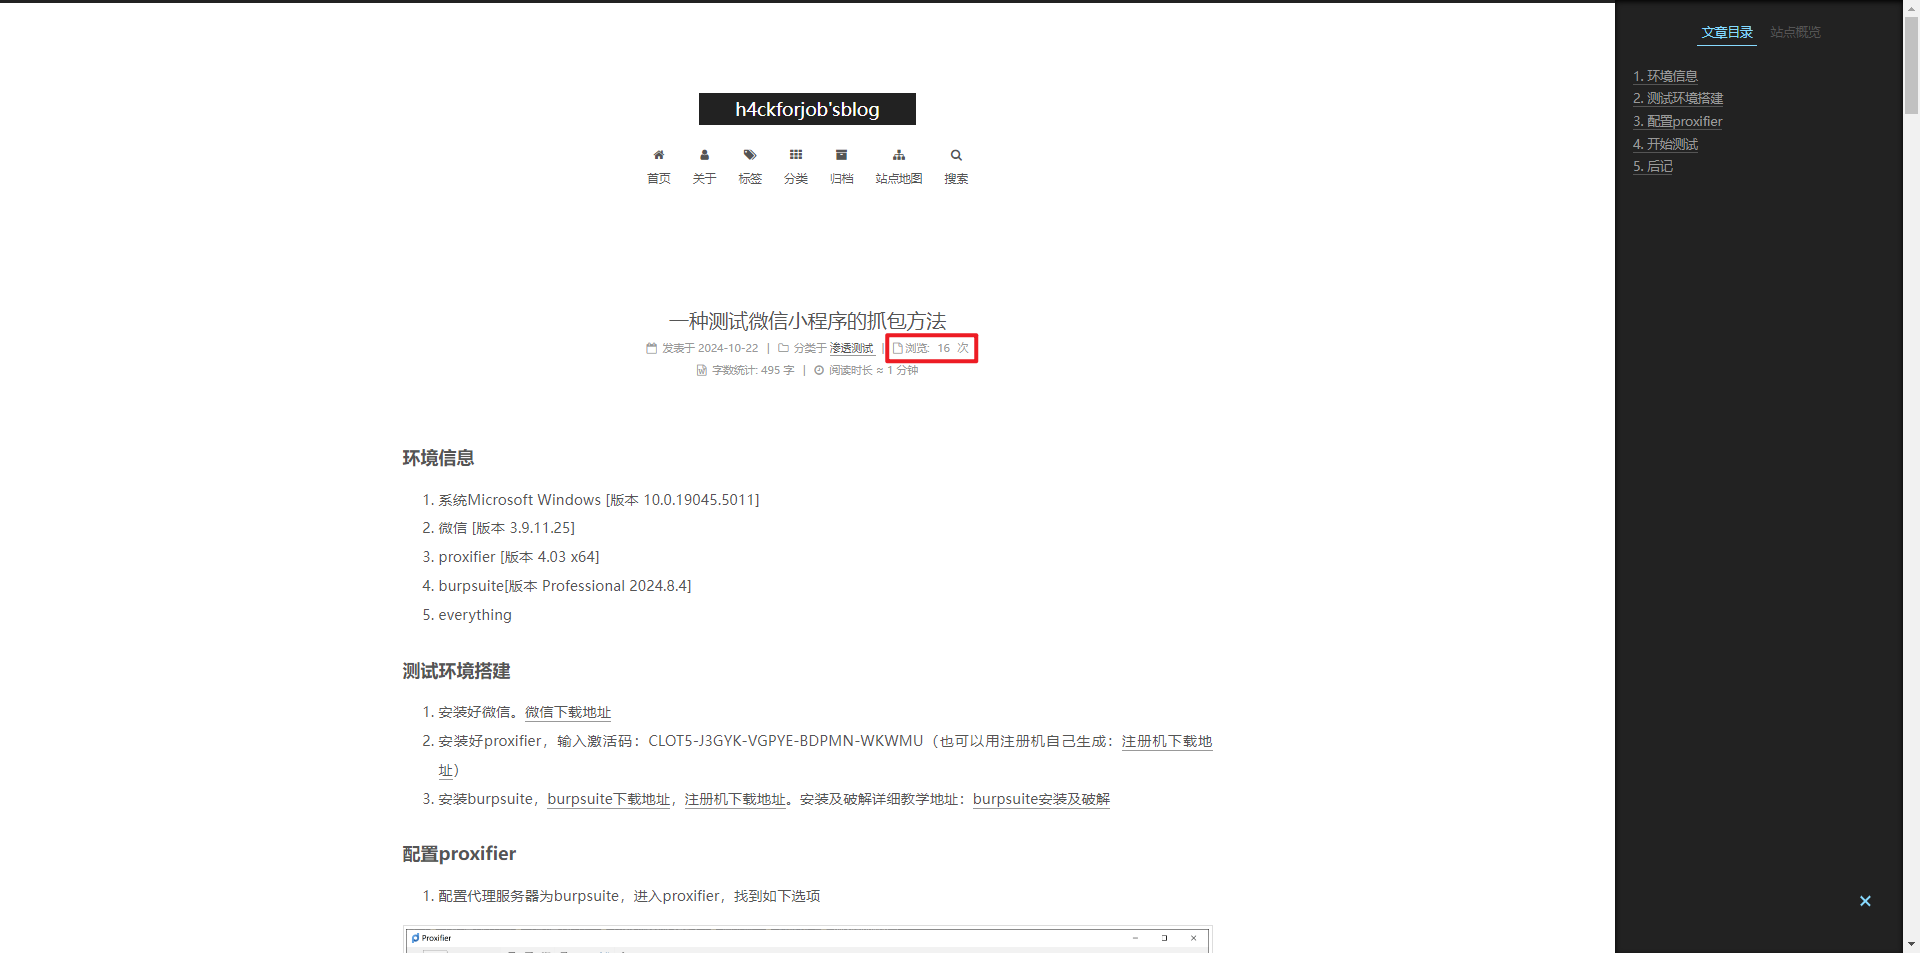 h4ckforjob'sblog
首页 关于 标签 分类 归档 站点地图 搜索
一种测试微信小程序的抓包方法
发表于 2024-10-22 | 分类于 渗透测试 | 浏览: 16 次
字数统计: 495 字 | 阅读时长 ≈ 1 分钟
环境信息
1. 系统Microsoft Windows [版本 10.0.19045.5011]
2. 微信 [版本 3.9.11.25]
3. proxifier [版本 4.03 x64]
4. burpsuite[版本 Professional 2024.8.4]
5. everything
测试环境搭建
1. 安装好微信。微信下载地址
2. 安装好proxifier，输入激活码：CLOT5-J3GYK-VGPYE-BDPMN-WKWMU（也可以用注册机自己生成：注册机下载地
址）
3. 安装burpsuite，burpsuite下载地址，注册机下载地址。安装及破解详细教学地址：burpsuite安装及破解
配置proxifier
1. 配置代理服务器为burpsuite，进入proxifier，找到如下选项
Proxifier
文章目录 站点概览
1. 环境信息
2. 测试环境搭建
3. 配置proxifier
4. 开始测试
5. 后记